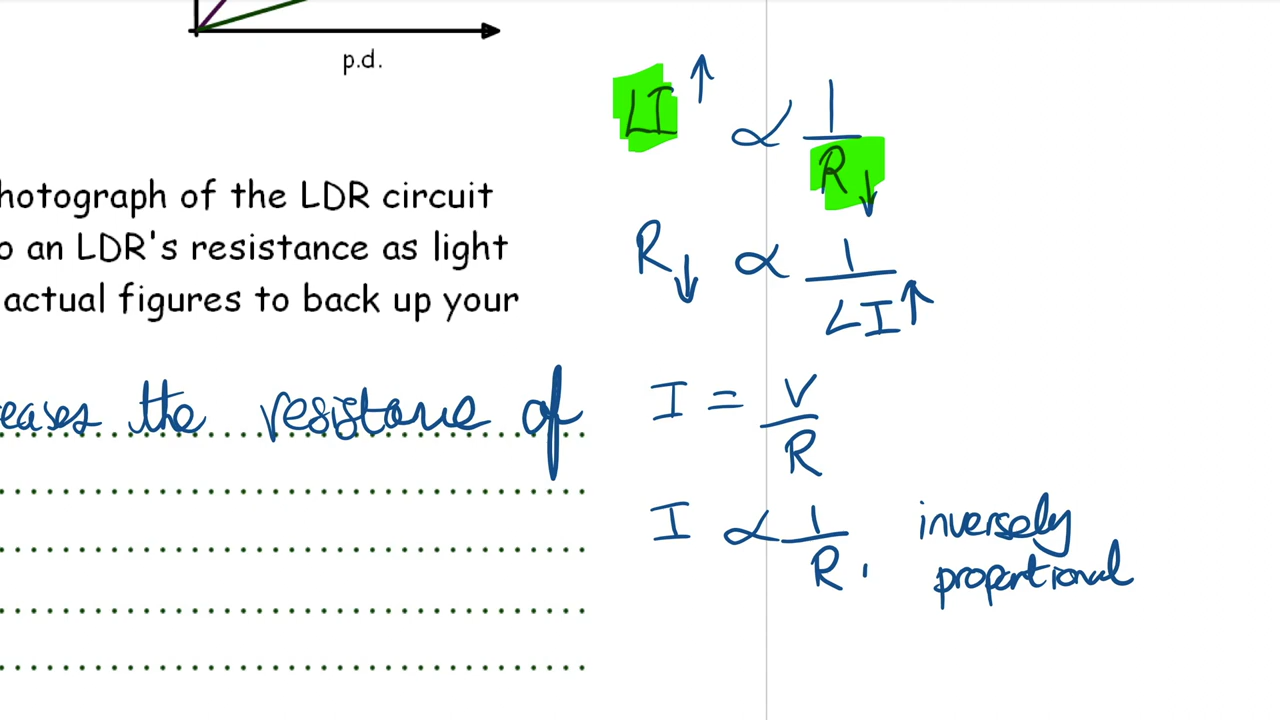 p.d.
LI ↑ ∝ 1/R ↓
hotograph of the LDR circuit
o an LDR's resistance as light
actual figures to back up your
R ↓ ∝ 1/LI ↑
eases the resistance of
I = V/R
I ∝ 1/R
inversely
proportional